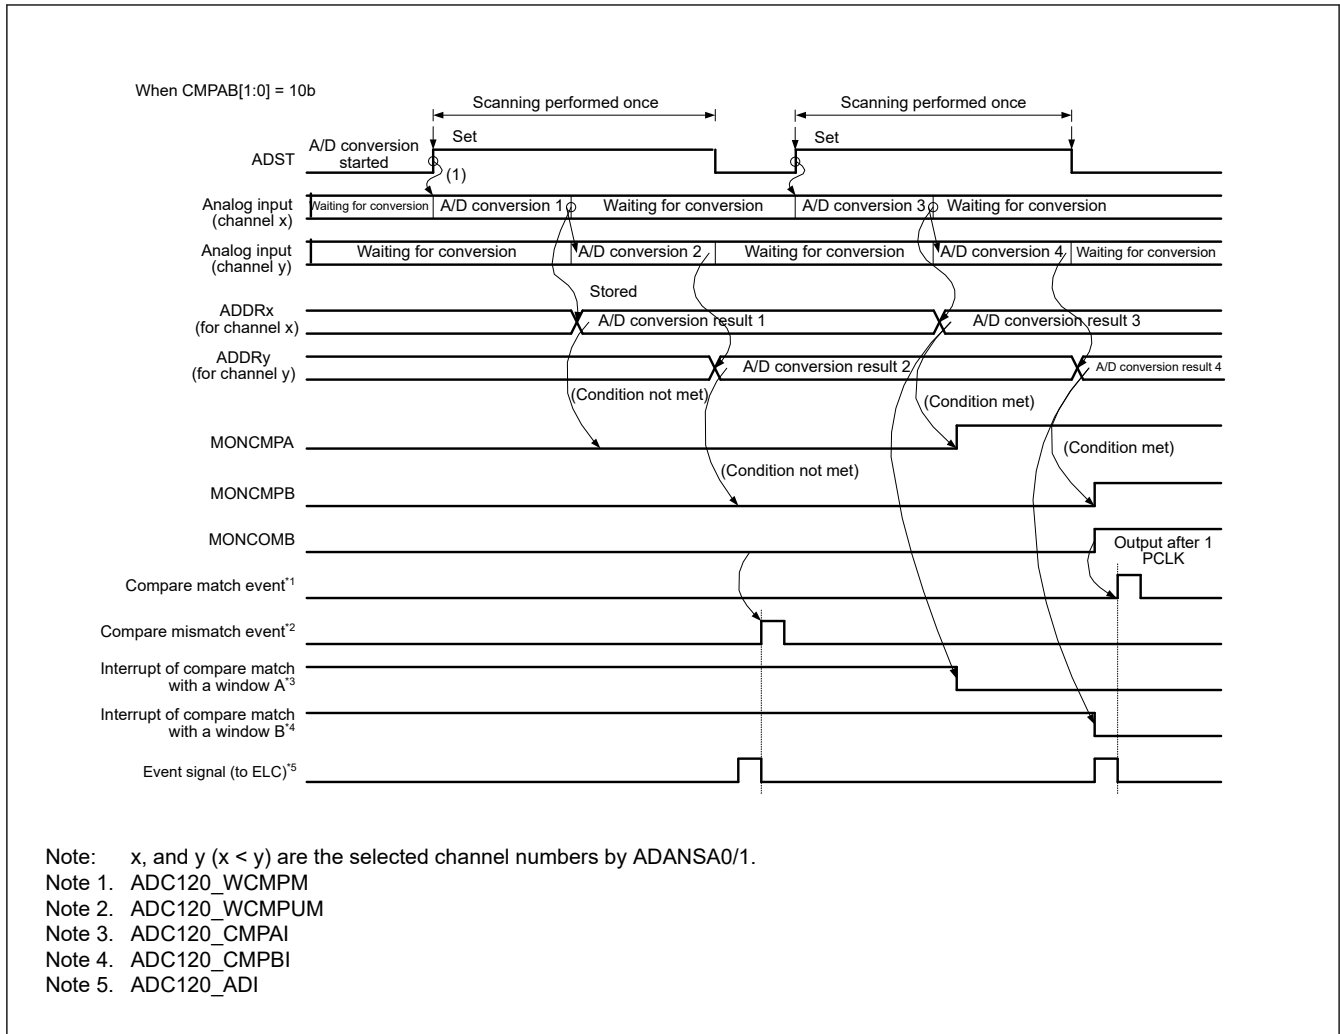 When CMPAB[1:0] = 10b
Scanning performed once
Scanning performed once
Set
Set
ADST
A/D conversion
started
(1)
Analog input
(channel x)
Waiting for conversion
A/D conversion 1
Waiting for conversion
A/D conversion 3
Waiting for conversion
Analog input
(channel y)
Waiting for conversion
A/D conversion 2
Waiting for conversion
A/D conversion 4
Waiting for conversion
Stored
ADDRx
(for channel x)
A/D conversion result 1
A/D conversion result 3
ADDRy
(for channel y)
A/D conversion result 2
A/D conversion result 4
(Condition not met)
(Condition met)
MONCMPA
(Condition met)
(Condition not met)
MONCMPB
MONCOMB
Output after 1
PCLK
Compare match event*1
Compare mismatch event*2
Interrupt of compare match
with a window A*3
Interrupt of compare match
with a window B*4
Event signal (to ELC)*5
Note: x, and y (x < y) are the selected channel numbers by ADANSA0/1.
Note 1. ADC120_WCMPM
Note 2. ADC120_WCMPUM
Note 3. ADC120_CMPAI
Note 4. ADC120_CMPBI
Note 5. ADC120_ADI